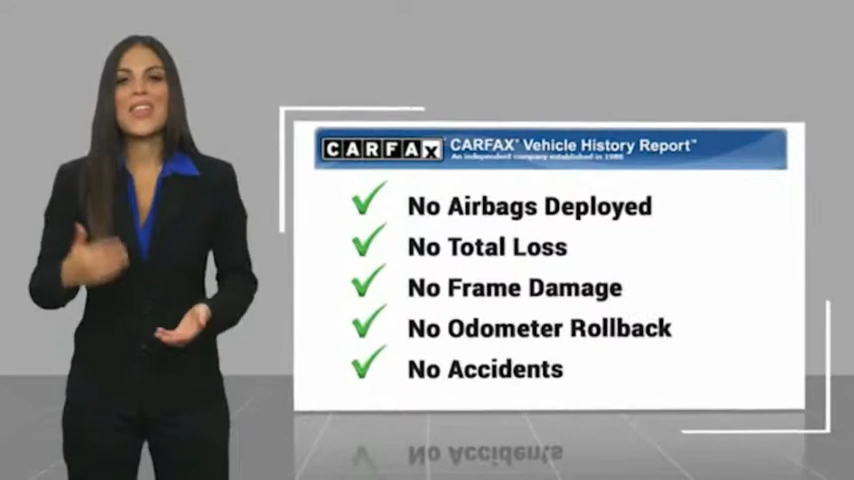 CARFAX CARFAX™ Vehicle History Report™
An independent company established in 1986
No Airbags Deployed
No Total Loss
No Frame Damage
No Odometer Rollback
No Accidents
No Accidents